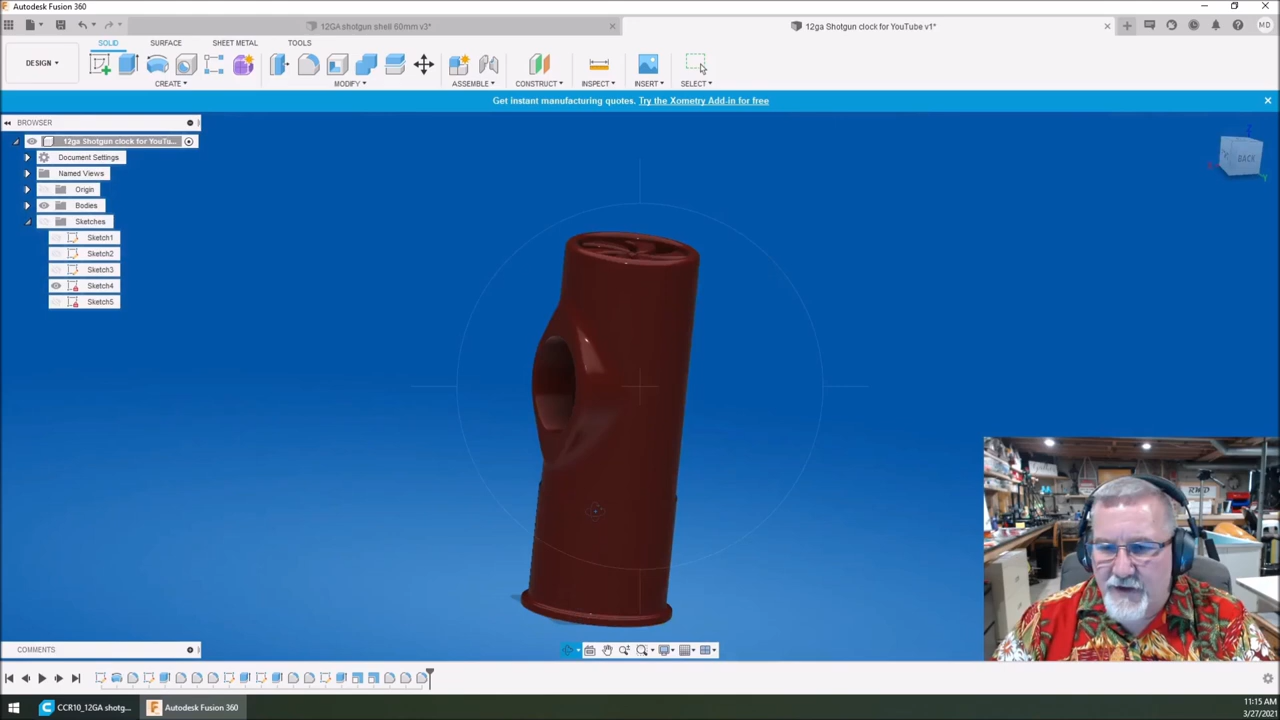 Autodesk Fusion 360
12GA shotgun shell 60mm v3*
12ga Shotgun clock for YouTube v1*
MD
DESIGN
SOLID
SURFACE
SHEET METAL
TOOLS
CREATE
MODIFY
ASSEMBLE
CONSTRUCT
INSPECT
INSERT
SELECT
Get instant manufacturing quotes. Try the Xometry Add-in for free
BROWSER
12ga Shotgun clock for YouTu...
Document Settings
Named Views
Origin
Bodies
Sketches
Sketch1
Sketch2
Sketch3
Sketch4
Sketch5
BACK
COMMENTS
CCR10_12GA shotg...
Autodesk Fusion 360
11:15 AM
3/27/2021